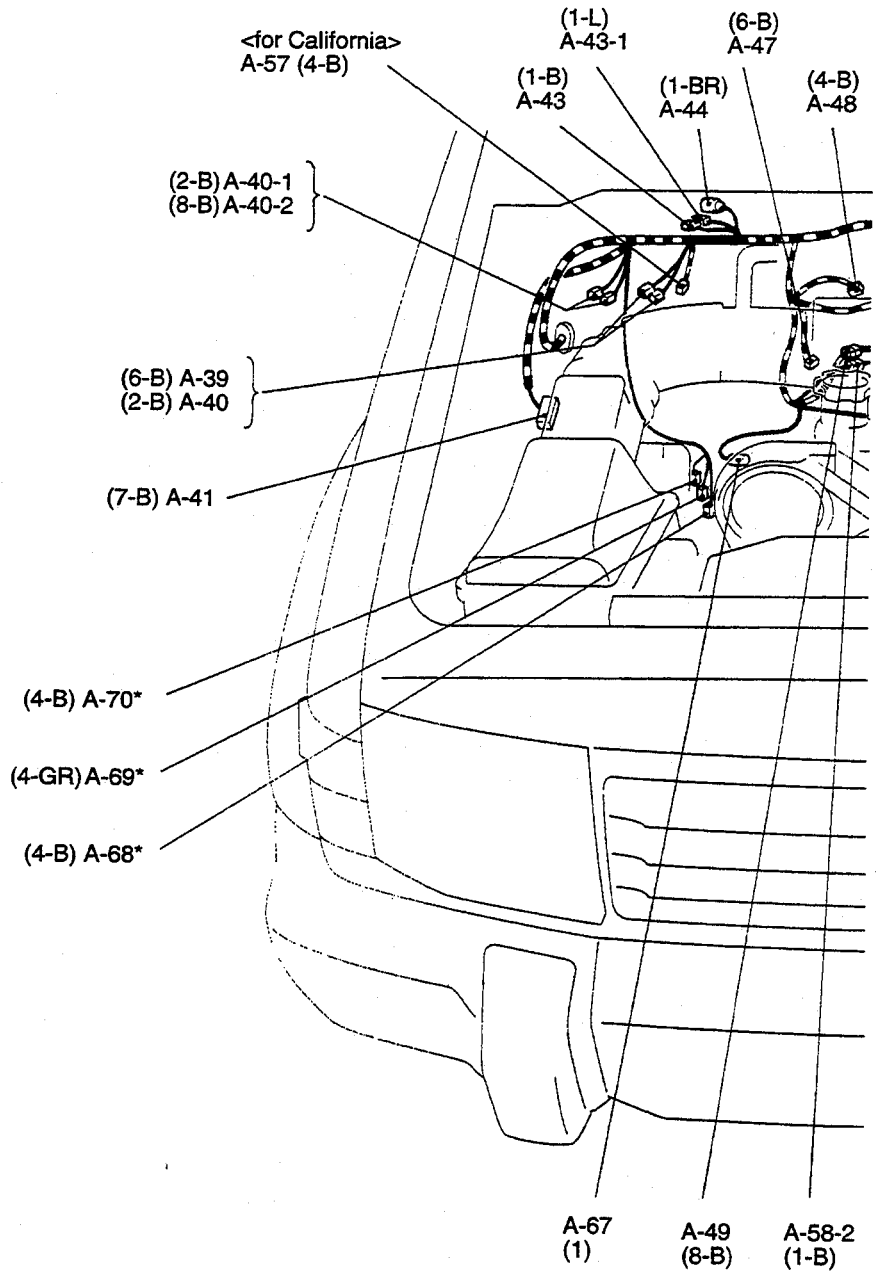 (1-L)
A-43-1
(6-B)
A-47
<for California>
A-57 (4-B)
(1-B)
A-43
(1-BR)
A-44
(4-B)
A-48
(2-B) A-40-1
(8-B) A-40-2
(6-B) A-39
(2-B) A-40
(7-B) A-41
(4-B) A-70*
(4-GR) A-69*
(4-B) A-68*
A-67
(1)
A-49
(8-B)
A-58-2
(1-B)